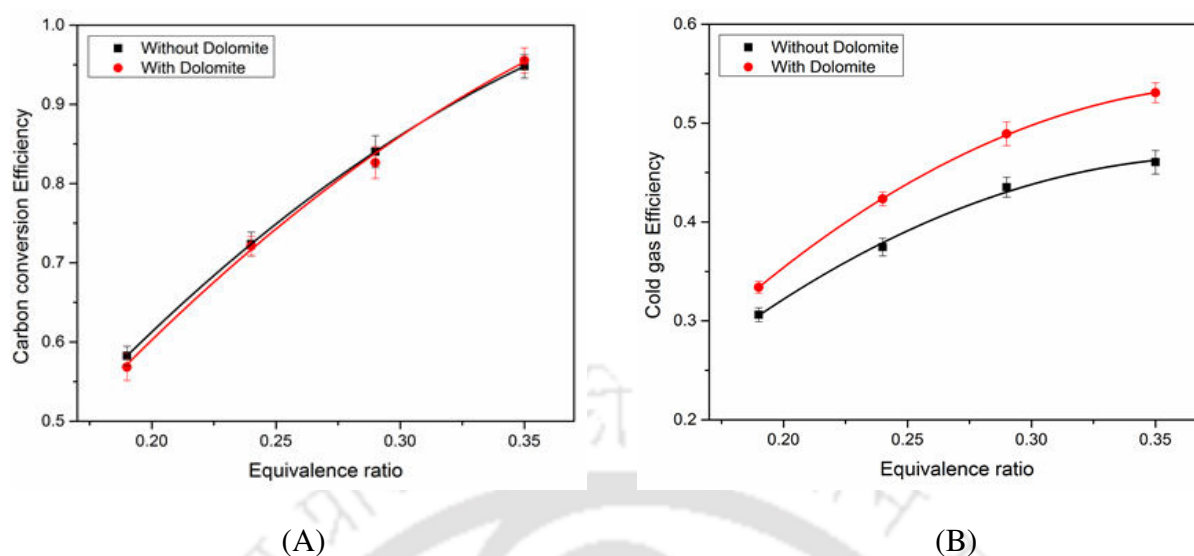 Without Dolomite
With Dolomite
Carbon conversion Efficiency
1.0
0.9
0.8
0.7
0.6
0.5
0.20
0.25
0.30
0.35
Equivalence ratio
(A)
Without Dolomite
With Dolomite
Cold gas Efficiency
0.6
0.5
0.4
0.3
0.2
0.20
0.25
0.30
0.35
Equivalence ratio
(B)